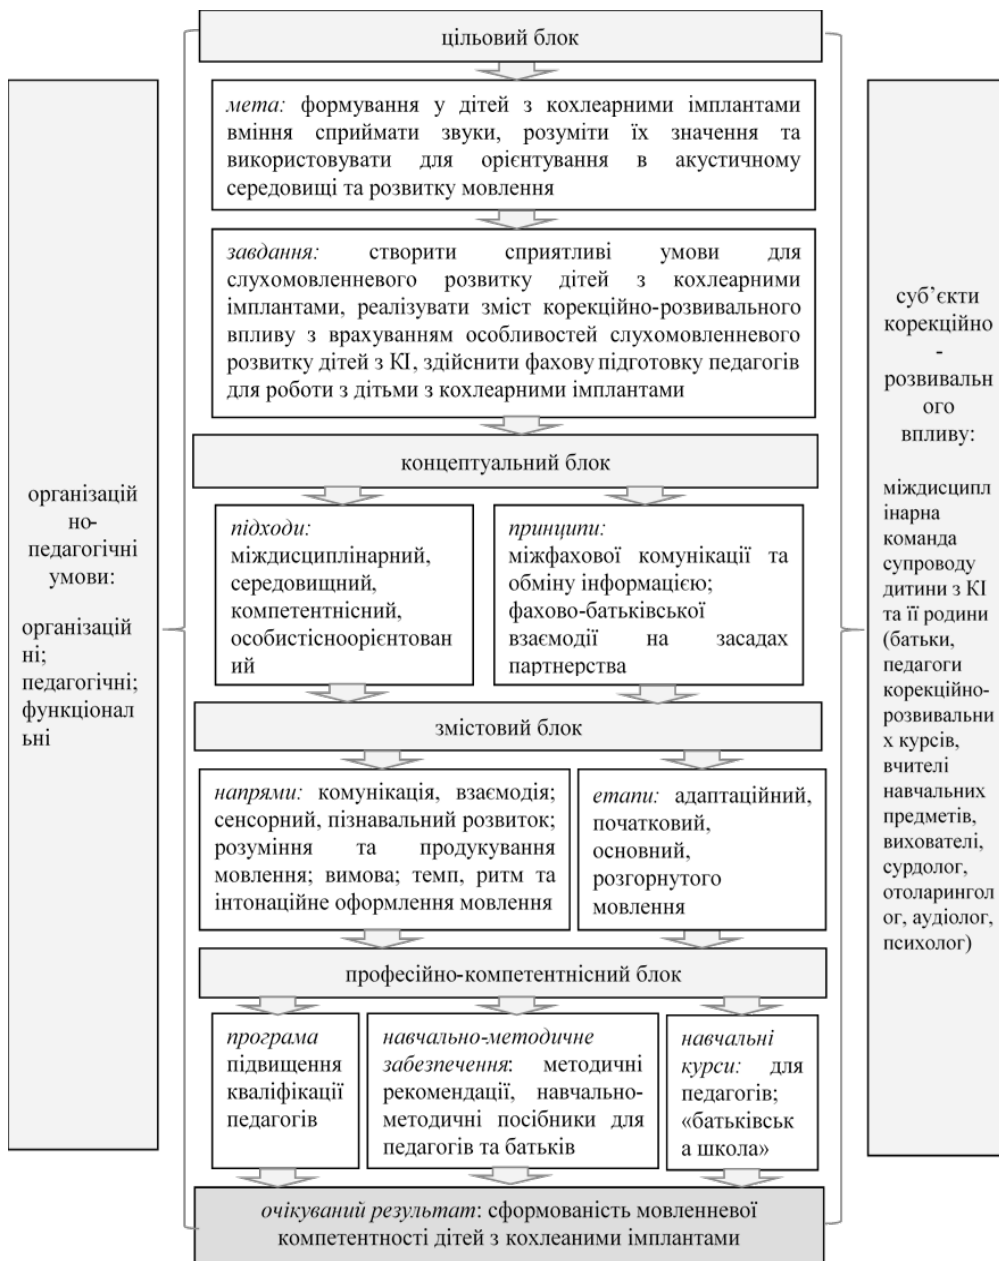 цільовий блок
мета: формування у дітей з кохлеарними імплантами
вміння сприймати звуки, розуміти їх значення та
використовувати для орієнтування в акустичному
середовищі та розвитку мовлення
завдання: створити сприятливі умови для
слухомовленневого розвитку дітей з кохлеарними
імплантами, реалізувати зміст корекційно-розвивального
впливу з врахуванням особливостей слухомовленневого
розвитку дітей з КІ, здійснити фахову підготовку педагогів
для роботи з дітьми з кохлеарними імплантами
концептуальний блок
підходи:
міждисциплінарний,
середовищний,
компетентнісний,
особистісноорієнтован
ий
принципи:
міжфахової комунікації та
обміну інформацією;
фахово-батьківської
взаємодії на засадах
партнерства
змістовий блок
напрями: комунікація, взаємодія;
сенсорний, пізнавальний розвиток;
розуміння та продукування
мовлення; вимова; темп, ритм та
інтонаційне оформлення мовлення
етапи: адаптаційний,
початковий,
основний,
розгорнутого
мовлення
професійно-компетентнісний блок
програма
підвищення
кваліфікації
педагогів
навчально-методичне
забезпечення: методичні
рекомендації, навчально-
методичні посібники для
педагогів та батьків
навчальні
курси: для
педагогів;
«батьківськ
а школа»
очікуваний результат: сформованість мовленневої
компетентності дітей з кохлеаними імплантами
організацій
но-
педагогічні
умови:
організацій
ні;
педагогічні;
функціональ
ні
суб’єкти
корекційно
-
розвивальн
ого
впливу:
міждисципл
інарна
команда
супроводу
дитини з КІ
та її родини
(батьки,
педагоги
корекційно-
розвивальни
х курсів,
вчителі
навчальних
предметів,
вихователі,
сурдолог,
отоларингол
ог, аудіолог,
психолог)